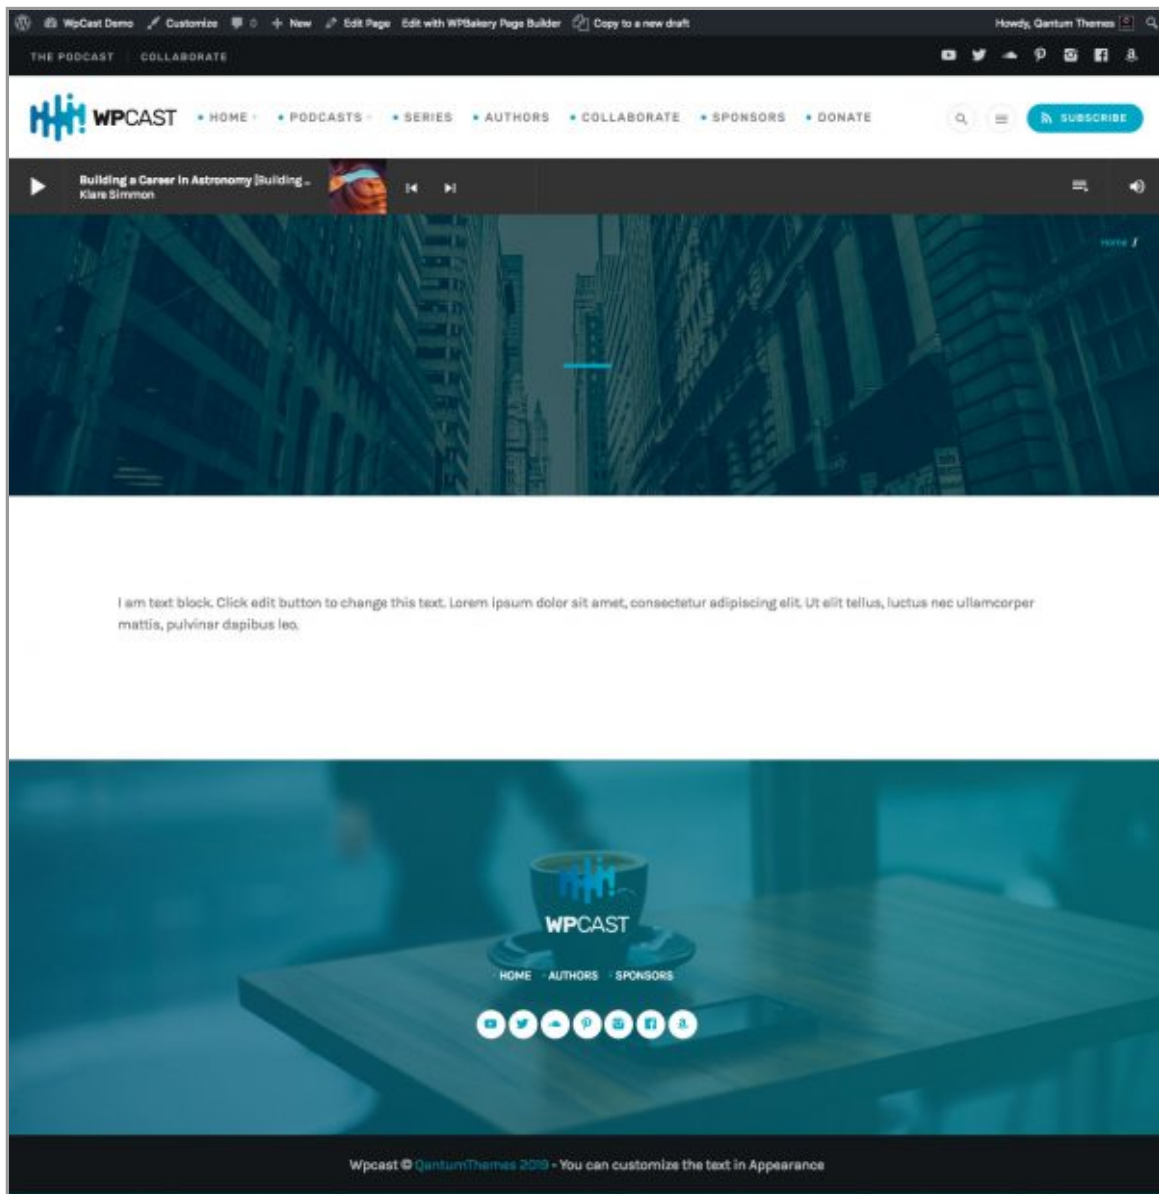 WpCast Demo Customize 0 New Edit Page Edit with WPBakery Page Builder Copy to a new draft Howdy, Qantum Themes
THE PODCAST COLLABORATE
WPCAST HOME PODCASTS SERIES AUTHORS COLLABORATE SPONSORS DONATE SUBSCRIBE
Building a Career in Astronomy [Building ...
Klare Simmon
Home /
I am text block. Click edit button to change this text. Lorem ipsum dolor sit amet, consectetur adipiscing elit. Ut elit tellus, luctus nec ullamcorper
mattis, pulvinar dapibus leo.
WPCAST
HOME AUTHORS SPONSORS
Wpcast © QantumThemes 2019 - You can customize the text in Appearance